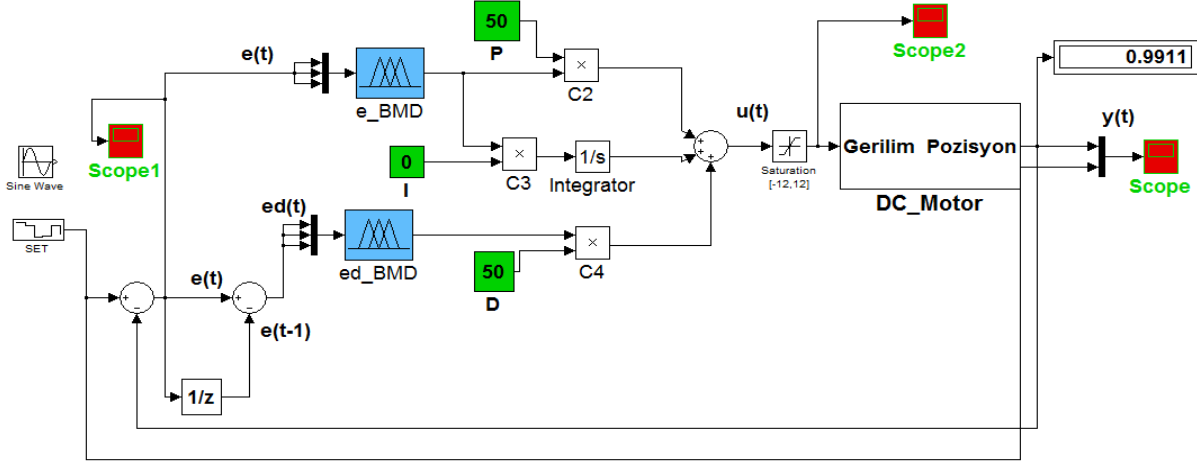 50
P
e(t)
e_BMD
×
C2
Scope2
0.9911
Scope1
Sine Wave
0
I
×
C3
1/s
Integrator
+
+
+
u(t)
Saturation
[-12,12]
Gerilim Pozisyon
DC_Motor
y(t)
Scope
SET
ed(t)
ed_BMD
50
D
×
C4
+
−
e(t)
+
−
e(t-1)
1/z